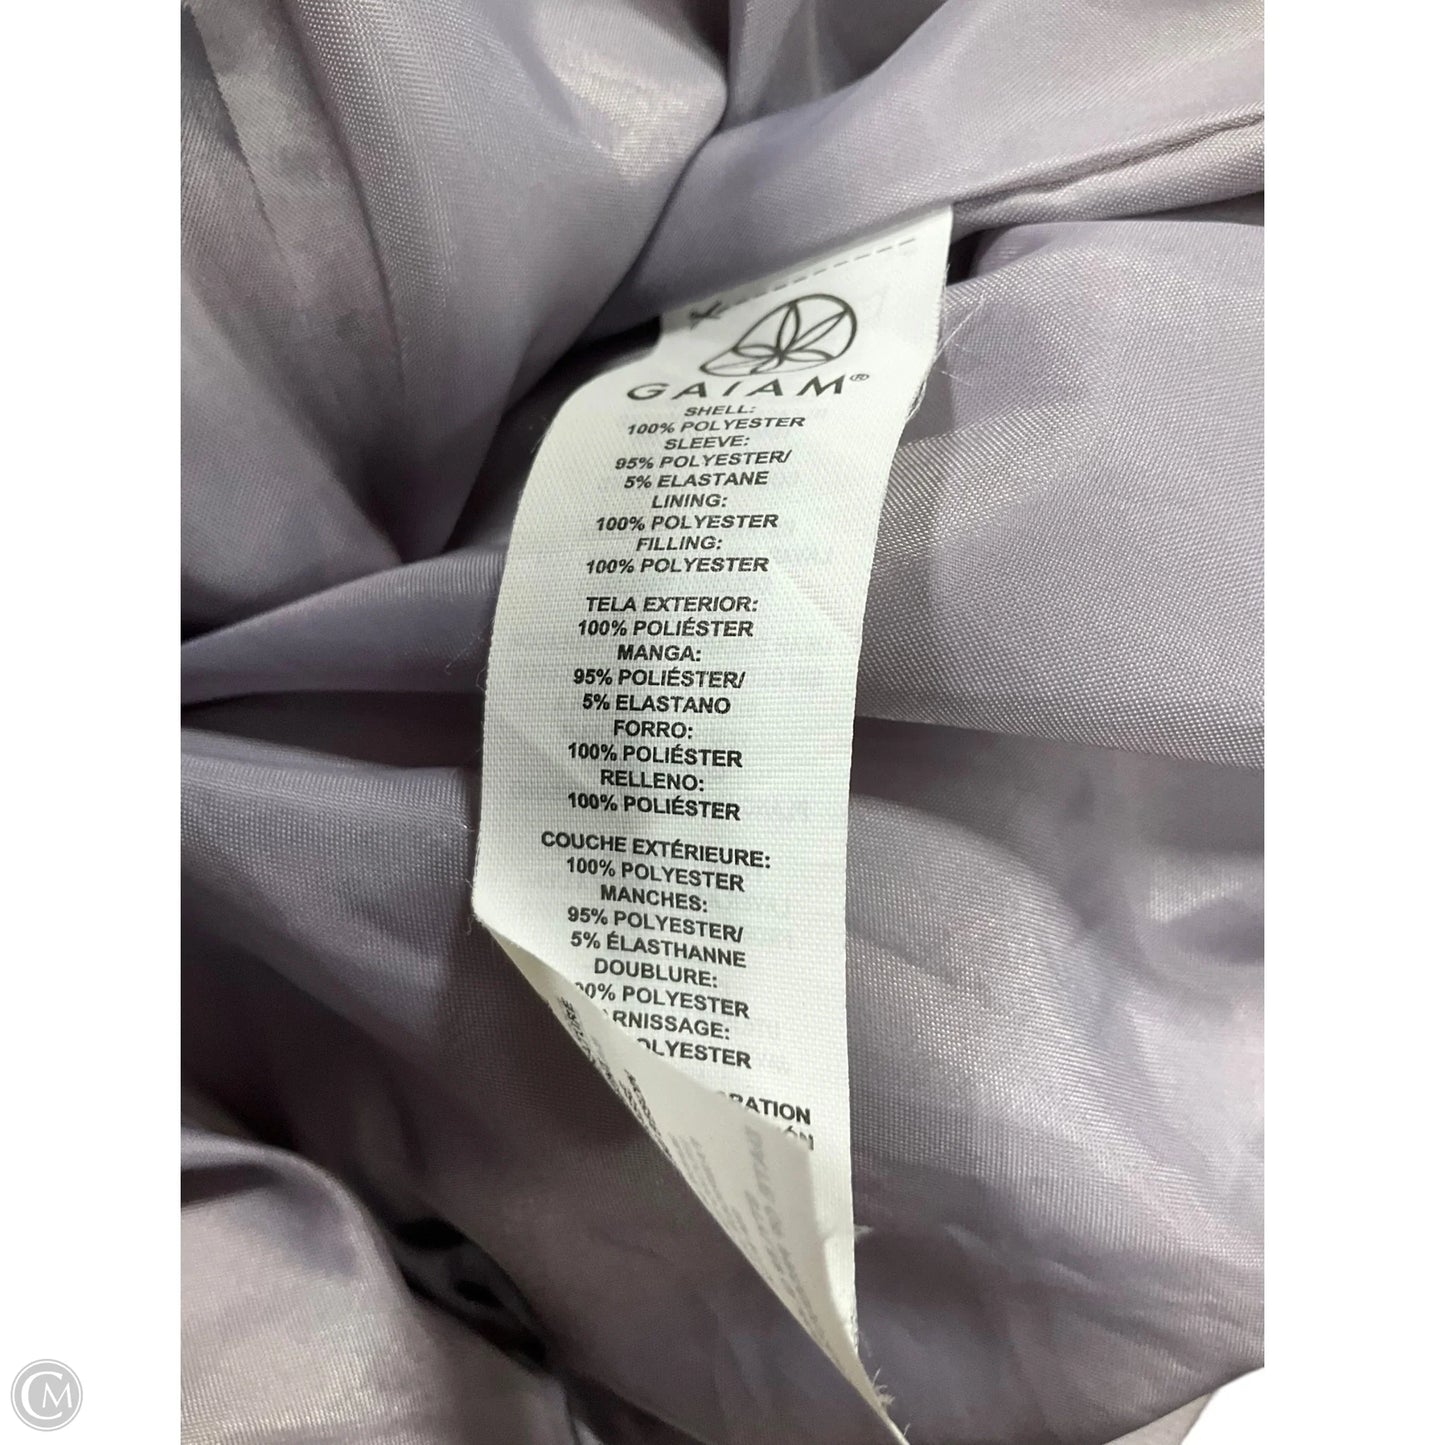 GAIAM®
SHELL:
100% POLYESTER
SLEEVE:
95% POLYESTER/
5% ELASTANE
LINING:
100% POLYESTER
FILLING:
100% POLYESTER
TELA EXTERIOR:
100% POLIÉSTER
MANGA:
95% POLIÉSTER/
5% ELASTANO
FORRO:
100% POLIÉSTER
RELLENO:
100% POLIÉSTER
COUCHE EXTÉRIEURE:
100% POLYESTER
MANCHES:
95% POLYESTER/
5% ÉLASTHANNE
DOUBLURE:
POLYESTER
CM